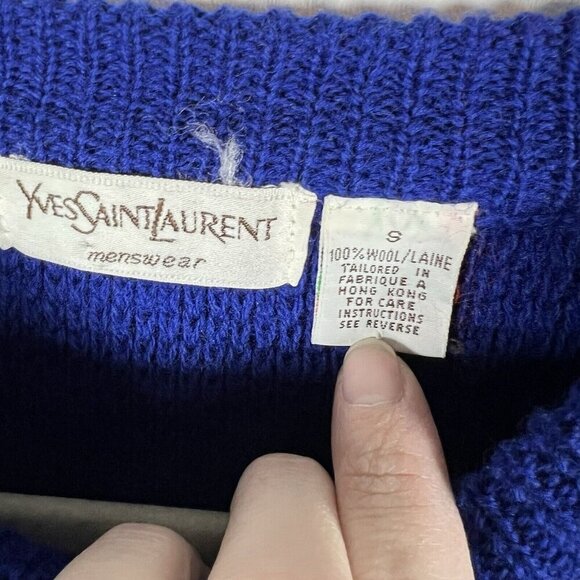 YVESSAINTLAURENT
menswear
S
100% WOOL/LAINE
TAILORED IN
FABRIQUE A
HONG KONG
FOR CARE
INSTRUCTIONS
SEE REVERSE